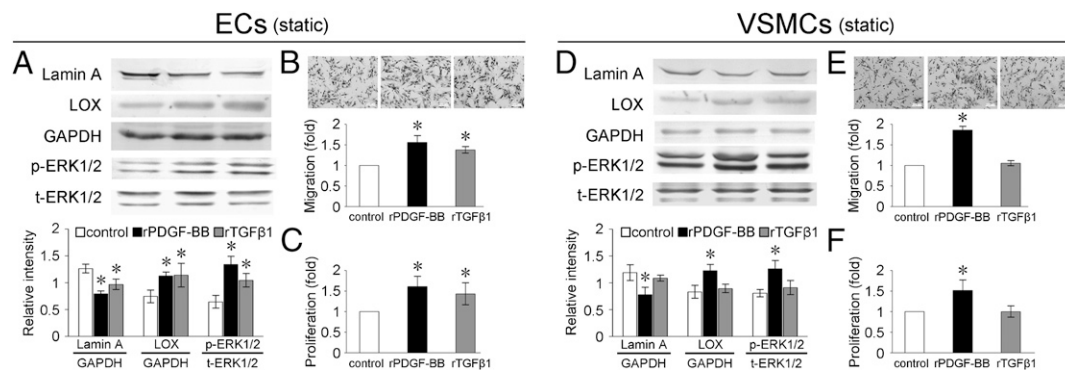 ECs (static)
A
Lamin A
LOX
GAPDH
p-ERK1/2
t-ERK1/2
Relative intensity
2
1.5
1
0.5
0
control rPDGF-BB rTGFβ1
* * * * * *
Lamin A LOX p-ERK1/2
GAPDH GAPDH t-ERK1/2
B
Migration (fold)
2
1.5
1
0.5
0
* *
control rPDGF-BB rTGFβ1
C
Proliferation (fold)
2
1.5
1
0.5
0
* *
control rPDGF-BB rTGFβ1
VSMCs (static)
D
Lamin A
LOX
GAPDH
p-ERK1/2
t-ERK1/2
Relative intensity
2
1.5
1
0.5
0
control rPDGF-BB rTGFβ1
* * *
Lamin A LOX p-ERK1/2
GAPDH GAPDH t-ERK1/2
E
Migration (fold)
2
1.5
1
0.5
0
*
control rPDGF-BB rTGFβ1
F
Proliferation (fold)
2
1.5
1
0.5
0
*
control rPDGF-BB rTGFβ1